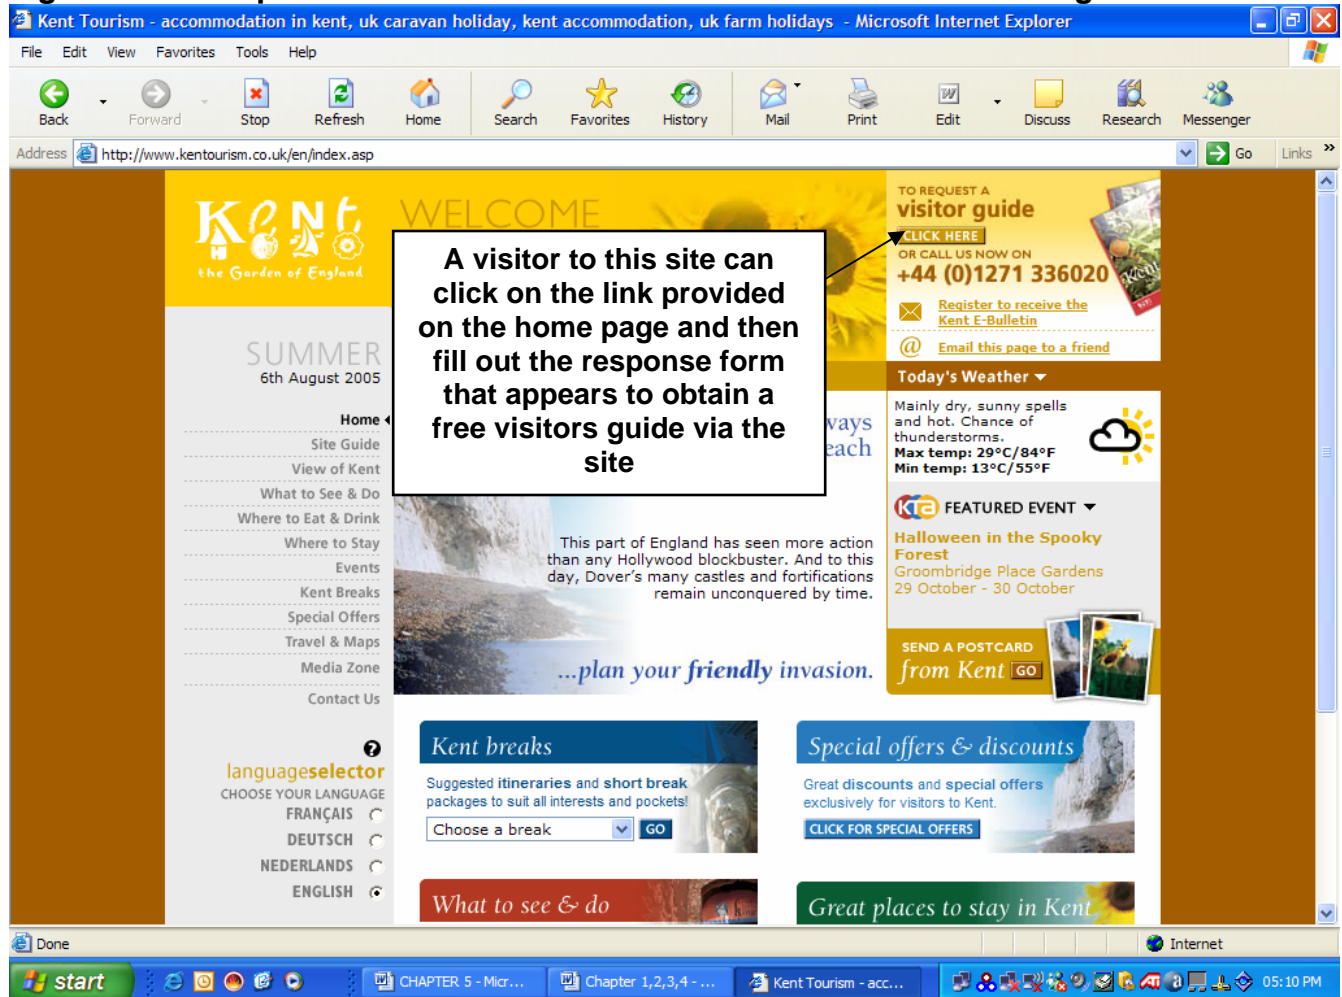 Kent Tourism - accommodation in kent, uk caravan holiday, kent accommodation, uk farm holidays - Microsoft Internet Explorer
File Edit View Favorites Tools Help
Back Forward Stop Refresh Home Search Favorites History Mail Print Edit Discuss Research Messenger
Address http://www.kentourism.co.uk/en/index.asp Go Links »
Kent
the Garden of England
WELCOME
TO REQUEST A
visitor guide
CLICK HERE
OR CALL US NOW ON
+44 (0)1271 336020
Register to receive the
Kent E-Bulletin
@ Email this page to a friend
A visitor to this site can
click on the link provided
on the home page and then
fill out the response form
that appears to obtain a
free visitors guide via the
site
SUMMER
6th August 2005
Home
Site Guide
View of Kent
What to See & Do
Where to Eat & Drink
Where to Stay
Events
Kent Breaks
Special Offers
Travel & Maps
Media Zone
Contact Us
?
languageselector
CHOOSE YOUR LANGUAGE
FRANÇAIS
DEUTSCH
NEDERLANDS
ENGLISH
Today's Weather
Mainly dry, sunny spells
and hot. Chance of
thunderstorms.
Max temp: 29°C/84°F
Min temp: 13°C/55°F
KTA FEATURED EVENT
Halloween in the Spooky
Forest
Groombridge Place Gardens
29 October - 30 October
SEND A POSTCARD
from Kent GO
This part of England has seen more action
than any Hollywood blockbuster. And to this
day, Dover's many castles and fortifications
remain unconquered by time.
...plan your friendly invasion.
Kent breaks
Suggested itineraries and short break
packages to suit all interests and pockets!
Choose a break GO
Special offers & discounts
Great discounts and special offers
exclusively for visitors to Kent.
CLICK FOR SPECIAL OFFERS
What to see & do
Great places to stay in Kent
Done Internet
start CHAPTER 5 - Micr... Chapter 1,2,3,4 - ... Kent Tourism - acc... 05:10 PM